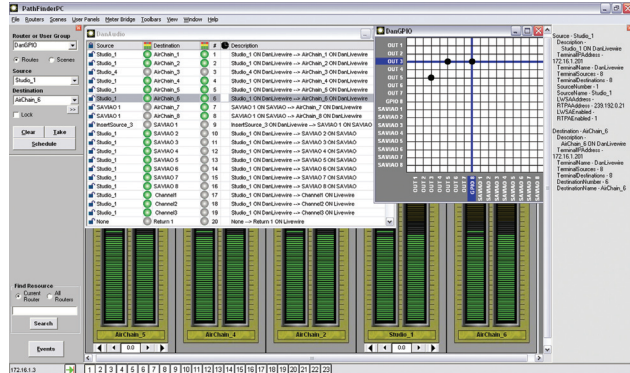 PathFinderPC
File Routers Scenes User Panels Meter Bridge Toolbars View Window Help
Router or User Group
DanGPIO
Routes Scenes
Source
Studio_1
Destination
AirChain_6
>>
Lock
Clear Take
Schedule
Find Resource
Current Router All Routers
Search
Events
172.16.1.3
DanAudio
Source Destination # Description
Studio_1 AirChain_1 1 Studio_1 ON DanLivewire --> AirChain_1 ON DanLivewire
Studio_1 AirChain_2 2 Studio_1 ON DanLivewire --> AirChain_2 ON DanLivewire
Studio_4 AirChain_3 3 Studio_4 ON DanLivewire --> AirChain_3 ON DanLivewire
Studio_1 AirChain_4 4 Studio_1 ON DanLivewire --> AirChain_4 ON DanLivewire
Studio_1 AirChain_5 5 Studio_1 ON DanLivewire --> AirChain_5 ON DanLivewire
Studio_1 AirChain_6 6 Studio_1 ON DanLivewire --> AirChain_6 ON DanLivewire
SAVIAO 1 AirChain_7 7 SAVIAO 1 ON SAVIAO --> AirChain_7 ON DanLivewire
SAVIAO 1 AirChain_8 8 SAVIAO 1 ON SAVIAO --> AirChain_8 ON DanLivewire
InsertSource_3 SAVIAO 1 9 InsertSource_3 ON DanLivewire --> SAVIAO 1 ON SAVIAO
Studio_1 SAVIAO 2 10 Studio_1 ON DanLivewire --> SAVIAO 2 ON SAVIAO
Studio_1 SAVIAO 3 11 Studio_1 ON DanLivewire --> SAVIAO 3 ON SAVIAO
Studio_1 SAVIAO 4 12 Studio_1 ON DanLivewire --> SAVIAO 4 ON SAVIAO
Studio_1 SAVIAO 5 13 Studio_1 ON DanLivewire --> SAVIAO 5 ON SAVIAO
Studio_1 SAVIAO 6 14 Studio_1 ON DanLivewire --> SAVIAO 6 ON SAVIAO
Studio_1 SAVIAO 7 15 Studio_1 ON DanLivewire --> SAVIAO 7 ON SAVIAO
Studio_1 SAVIAO 8 16 Studio_1 ON DanLivewire --> SAVIAO 8 ON SAVIAO
Studio_1 Channel1 17 Studio_1 ON DanLivewire --> Channel1 ON Livewire
Studio_1 Channel2 18 Studio_1 ON DanLivewire --> Channel2 ON Livewire
Studio_1 Channel3 19 Studio_1 ON DanLivewire --> Channel3 ON Livewire
None Return 1 20 None --> Return 1 ON Livewire
DanGPIO
OUT 1
OUT 2
OUT 3
OUT 4
OUT 5
OUT 6
OUT 7
GPIO 8
SAVIAO 1
SAVIAO 2
SAVIAO 3
SAVIAO 4
SAVIAO 5
SAVIAO 6
SAVIAO 7
SAVIAO 8
OUT 1
OUT 2
OUT 3
OUT 4
OUT 5
OUT 6
OUT 7
GPIO
Source - Studio_1
Description -
Studio_1 ON DanLivewire
TerminalIPAddress -
172.16.1.201
TerminalName - DanLivewire
TerminalSources - 8
TerminalDestinations - 8
SourceNumber - 1
SourceName - Studio_1
LWSAAddress -
RTPAddress - 239.192.0.21
LWSAEnabled -
RTPAEnabled - 1
Destination - AirChain_6
Description -
AirChain_6 ON DanLivewire
TerminalIPAddress -
172.16.1.201
TerminalName - DanLivewire
TerminalSources - 8
TerminalDestinations - 8
DestinationNumber - 6
DestinationName - AirChain_6
AirChain_5 AirChain_4 AirChain_2 Studio_1 AirChain_6
0.0 0.0
1 2 3 4 5 6 7 8 9 10 11 12 13 14 15 16 17 18 19 20 21 22 23